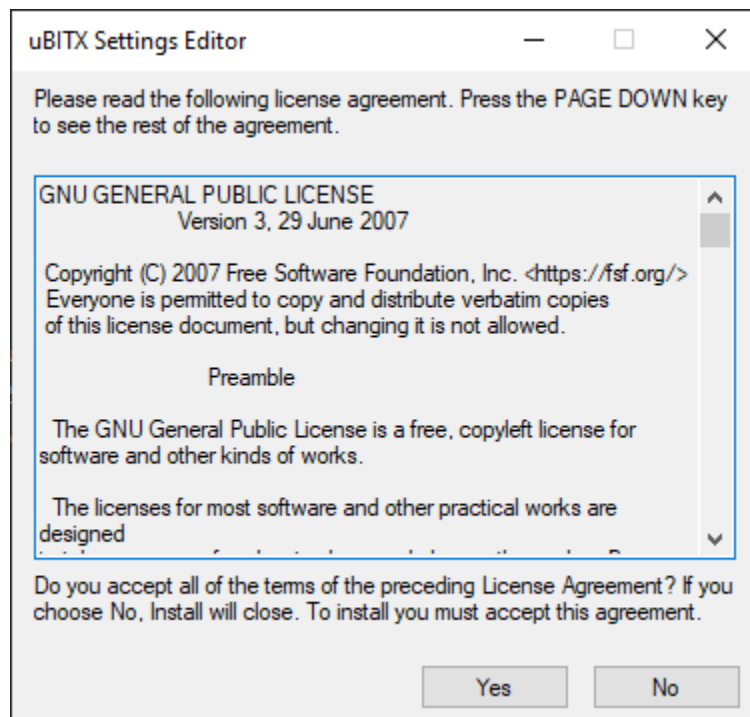 uBITX Settings Editor
Please read the following license agreement. Press the PAGE DOWN key
to see the rest of the agreement.
GNU GENERAL PUBLIC LICENSE
Version 3, 29 June 2007
Copyright (C) 2007 Free Software Foundation, Inc. <https://fsf.org/>
Everyone is permitted to copy and distribute verbatim copies
of this license document, but changing it is not allowed.
Preamble
The GNU General Public License is a free, copyleft license for
software and other kinds of works.
The licenses for most software and other practical works are
designed
Do you accept all of the terms of the preceding License Agreement? If you
choose No, Install will close. To install you must accept this agreement.
Yes
No